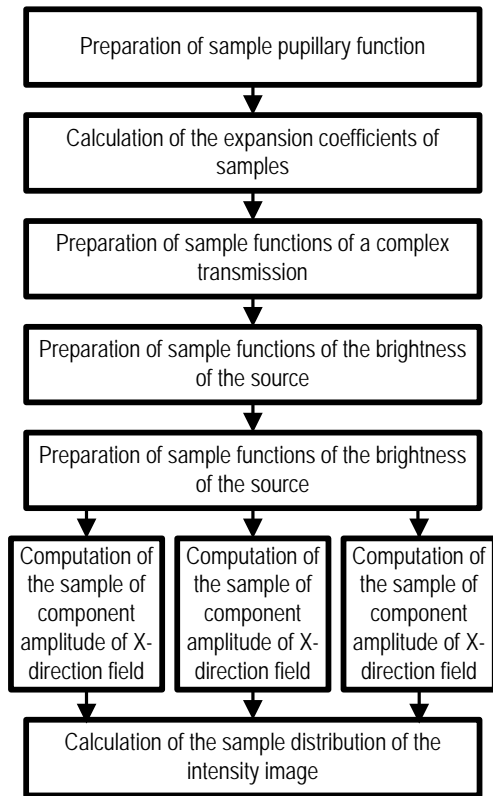 Preparation of sample pupillary function
Calculation of the expansion coefficients of
samples
Preparation of sample functions of a complex
transmission
Preparation of sample functions of the brightness
of the source
Preparation of sample functions of the brightness
of the source
Computation of
the sample of
component
amplitude of X-
direction field
Computation of
the sample of
component
amplitude of X-
direction field
Computation of
the sample of
component
amplitude of X-
direction field
Calculation of the sample distribution of the
intensity image